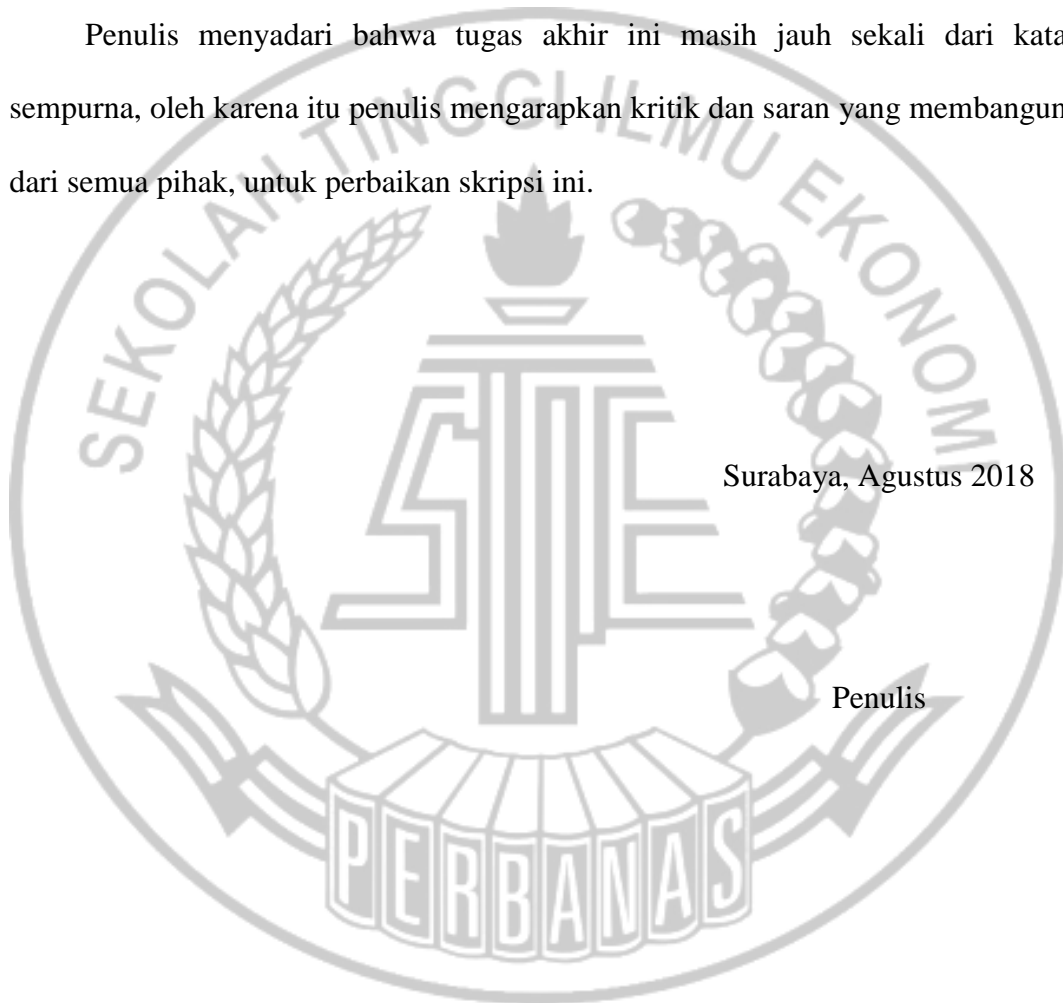 Penulis menyadari bahwa tugas akhir ini masih jauh sekali dari kata
sempurna, oleh karena itu penulis mengarapkan kritik dan saran yang membangun
dari semua pihak, untuk perbaikan skripsi ini.
SEKOLAH TINGGI ILMU EKONOMI
STIE
Surabaya, Agustus 2018
Penulis
PERBANAS